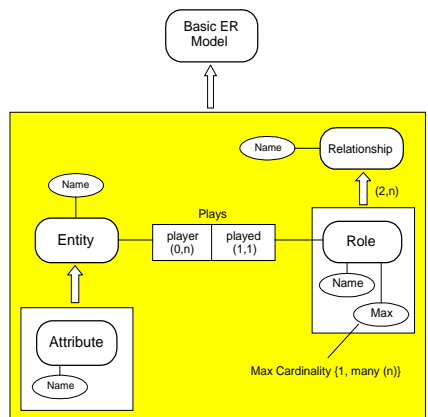 Basic ER
Model
Name
Relationship
(2,n)
Name
Plays
Entity
player
(0,n)
played
(1,1)
Role
Name
Max
Attribute
Name
Max Cardinality {1, many (n)}